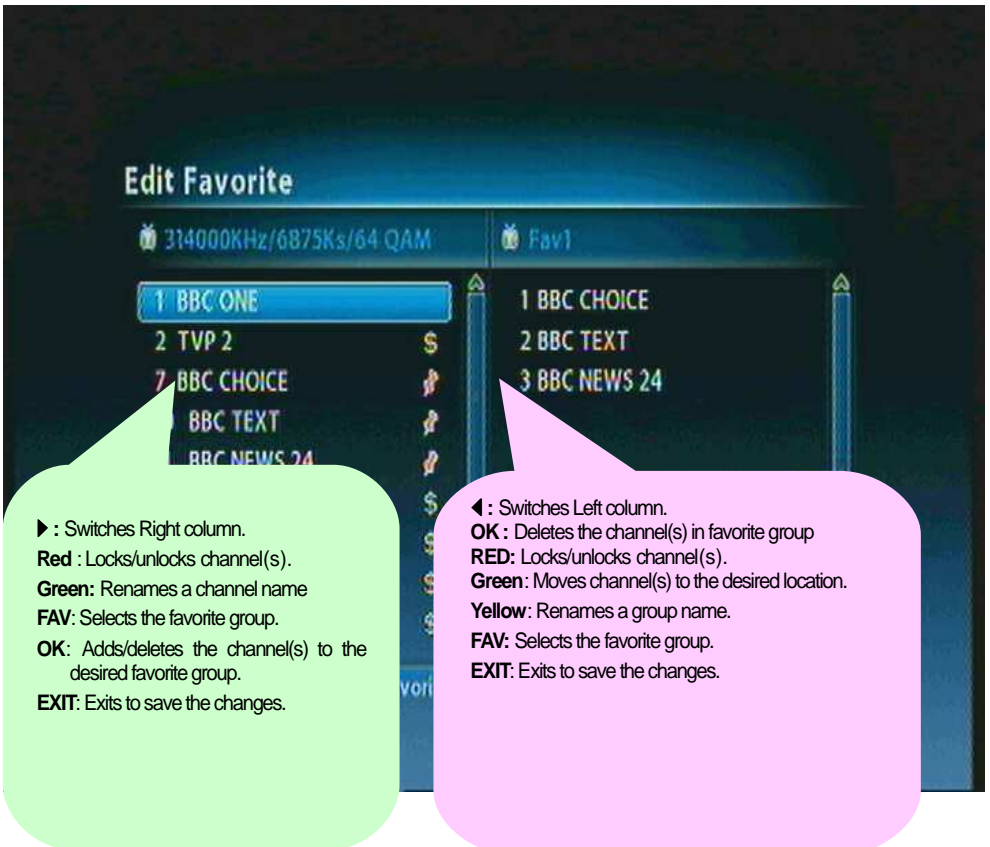 Edit Favorite
314000KHz/6875Ks/64 QAM
Fav1
1 BBC ONE
2 TVP 2 $
7 BBC CHOICE
BBC TEXT
BBC NEWS 24
$
$
$
$
1 BBC CHOICE
2 BBC TEXT
3 BBC NEWS 24
▶ : Switches Right column.
Red : Locks/unlocks channel(s).
Green: Renames a channel name
FAV: Selects the favorite group.
OK: Adds/deletes the channel(s) to the
desired favorite group.
EXIT: Exits to save the changes.
◀ : Switches Left column.
OK : Deletes the channel(s) in favorite group
RED: Locks/unlocks channel(s).
Green: Moves channel(s) to the desired location.
Yellow: Renames a group name.
FAV: Selects the favorite group.
EXIT: Exits to save the changes.